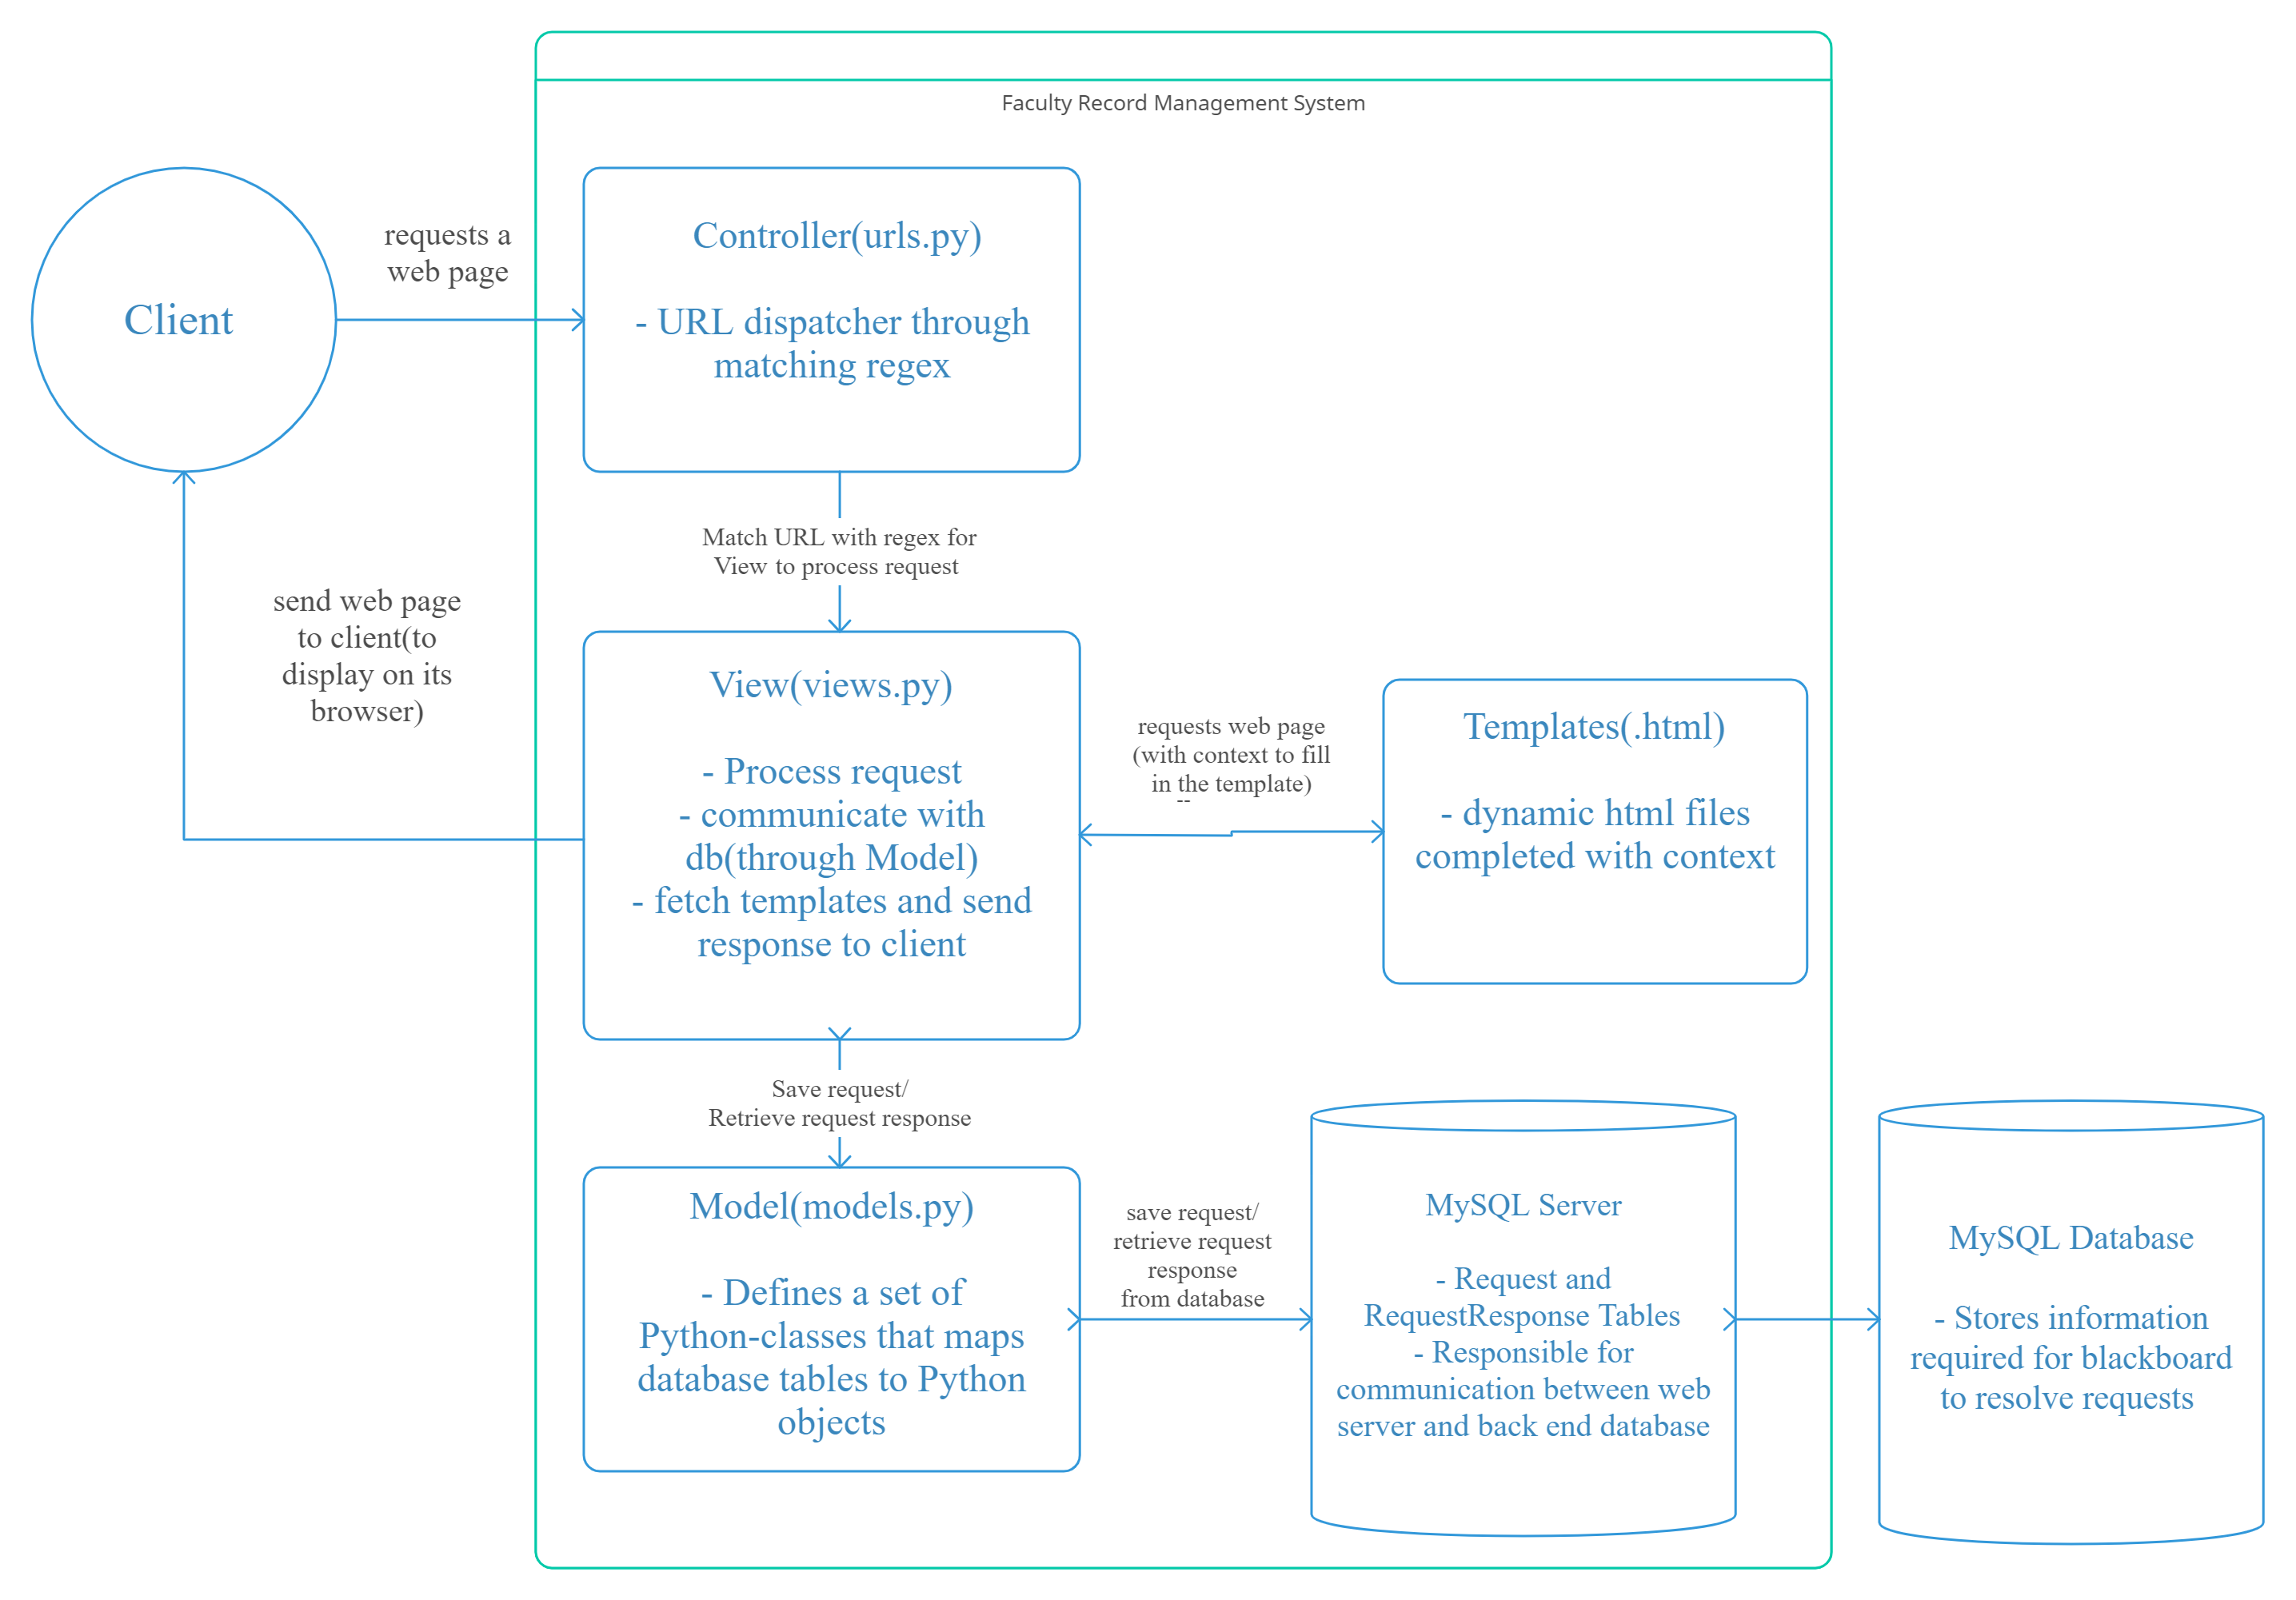 Faculty Record Management System
Client
requests a
web page
Controller(urls.py)
- URL dispatcher through
matching regex
Match URL with regex for
View to process request
send web page
to client(to
display on its
browser)
View(views.py)
- Process request
- communicate with
db(through Model)
- fetch templates and send
response to client
requests web page
(with context to fill
in the template)
--
Templates(.html)
- dynamic html files
completed with context
Save request/
Retrieve request response
Model(models.py)
- Defines a set of
Python-classes that maps
database tables to Python
objects
save request/
retrieve request
response
from database
MySQL Server
- Request and
RequestResponse Tables
- Responsible for
communication between web
server and back end database
MySQL Database
- Stores information
required for blackboard
to resolve requests